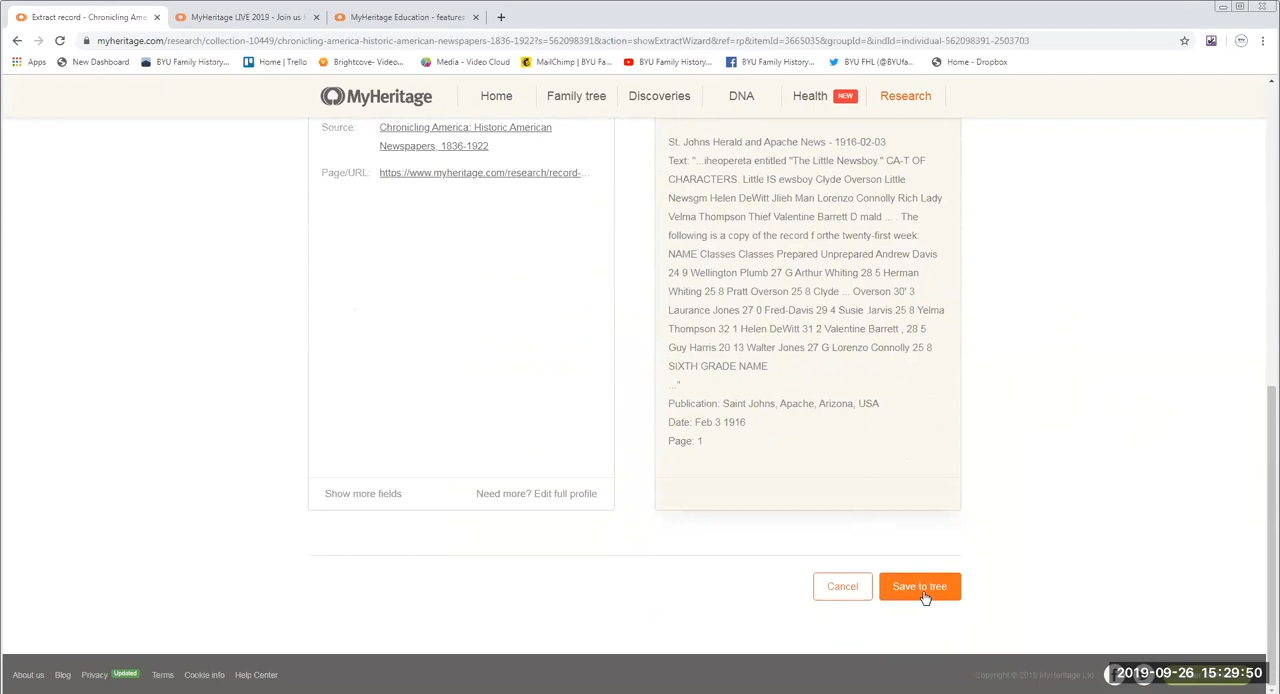 Extract record - Chronicling Ame
MyHeritage LIVE 2019 - Join us f
MyHeritage Education - features
myheritage.com/research/collection-10449/chronicling-america-historic-american-newspapers-1836-1922?s=562098391&action=showExtractWizard&ref=rp&itemId=3665035&groupId=&indId=individual-562098391-2503703
Apps New Dashboard BYU Family History... Home | Trello Brightcove- Video... Media - Video Cloud MailChimp | BYU Fa... BYU Family History... BYU Family History... BYU FHL (@BYUfa... Home - Dropbox
MyHeritage Home Family tree Discoveries DNA Health NEW Research
Source: Chronicling America: Historic American
Newspapers, 1836-1922
Page/URL: https://www.myheritage.com/research/record-...
Show more fields Need more? Edit full profile
St. Johns Herald and Apache News - 1916-02-03
Text: "...iheopereta entitled "The Little Newsboy." CA-T OF
CHARACTERS. Little IS ewsboy Clyde Overson Little
Newsgm Helen DeWitt Jlieh Man Lorenzo Connolly Rich Lady
Velma Thompson Thief Valentine Barrett D mald ... . The
following is a copy of the record f orthe twenty-first week:
NAME Classes Classes Prepared Unprepared Andrew Davis
24 9 Wellington Plumb 27 G Arthur Whiting 28 5 Herman
Whiting 25 8 Pratt Overson 25 8 Clyde ... Overson 30' 3
Laurance Jones 27 0 Fred-Davis 29 4 Susie .larvis 25 8 Yelma
Thompson 32 1 Helen DeWitt 31 2 Valentine Barrett , 28 5
Guy Harris 20 13 Walter Jones 27 G Lorenzo Connolly 25 8
SIXTH GRADE NAME
..."
Publication: Saint Johns, Apache, Arizona, USA
Date: Feb 3 1916
Page: 1
Cancel Save to tree
About us Blog Privacy Updated Terms Cookie info Help Center
Copyright © 2019 MyHeritage Ltd.
2019-09-26 15:29:50